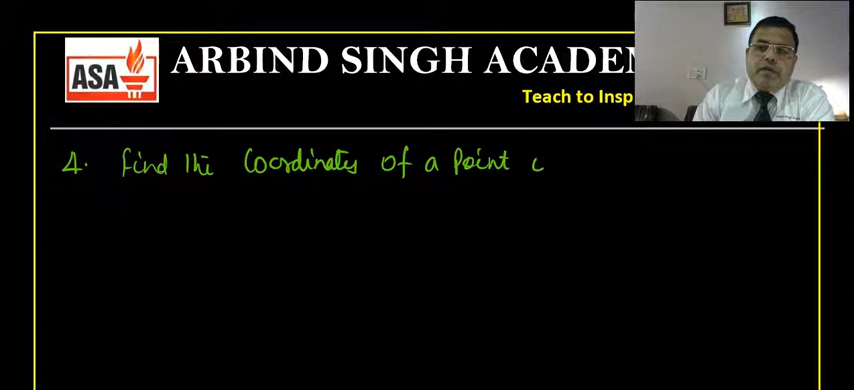 ASA
ARBIND SINGH ACADEM
Teach to Insp
4. Find the Coordinates of a Point